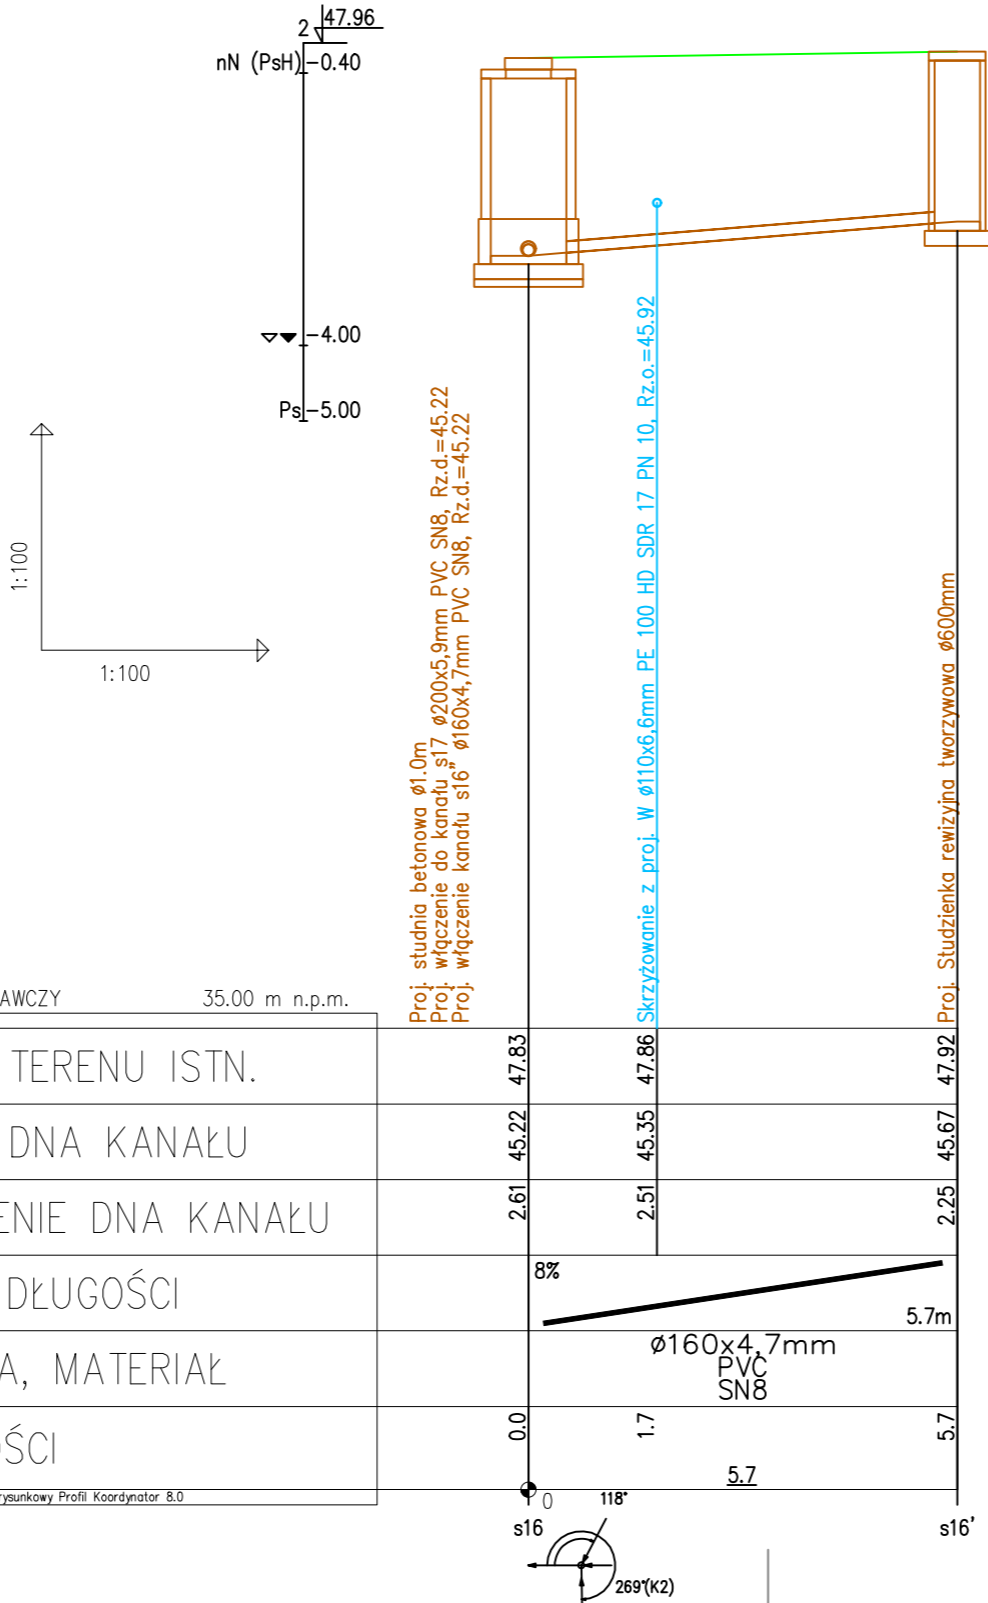 2 47.96
nN (PsH) -0.40
-4.00
Ps -5.00
1:100
1:100
Proj. studnia betonowa ø1.0m
Proj. włączenie do kanału s17 ø200x5,9mm PVC SN8, Rz.d.=45.22
Proj. włączenie kanału s16" ø160x4,7mm PVC SN8, Rz.d.=45.22
Skrzyżowanie z proj. W ø110x6,6mm PE 100 HD SDR 17 PN 10, Rz.o.=45.92
Proj. Studzienka rewizyjna tworzywowa ø600mm
AWCZY 35.00 m n.p.m.
TERENU ISTN. 47.83 47.86 47.92
DNA KANAŁU 45.22 45.35 45.67
ENIE DNA KANAŁU 2.61 2.51 2.25
DŁUGOŚCI 8% 5.7m
A, MATERIAŁ ø160x4,7mm
PVC
SN8
OŚCI 0.0 1.7 5.7
5.7
rysunkowy Profil Koordynator 8.0
0
s16 s16'
118°
269°(K2)